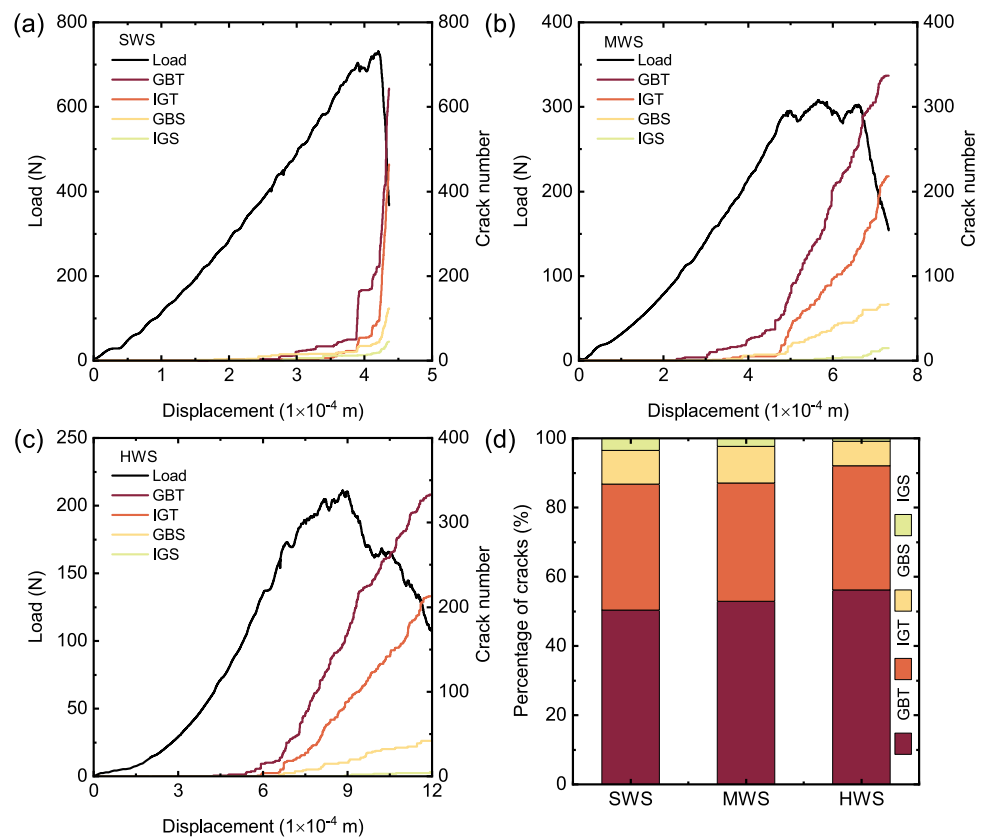 (a)
SWS
Load
GBT
IGT
GBS
IGS
800
600
400
200
0
Load (N)
800
600
400
200
0
Crack number
0 1 2 3 4 5
Displacement (1×10⁻⁴ m)
(b)
MWS
Load
GBT
IGT
GBS
IGS
400
300
200
100
0
Load (N)
400
300
200
100
0
Crack number
0 2 4 6 8
Displacement (1×10⁻⁴ m)
(c)
HWS
Load
GBT
IGT
GBS
IGS
250
200
150
100
50
0
Load (N)
400
300
200
100
0
Crack number
0 3 6 9 12
Displacement (1×10⁻⁴ m)
(d)
100
80
60
40
20
0
Percentage of cracks (%)
SWS MWS HWS
GBT IGT GBS IGS